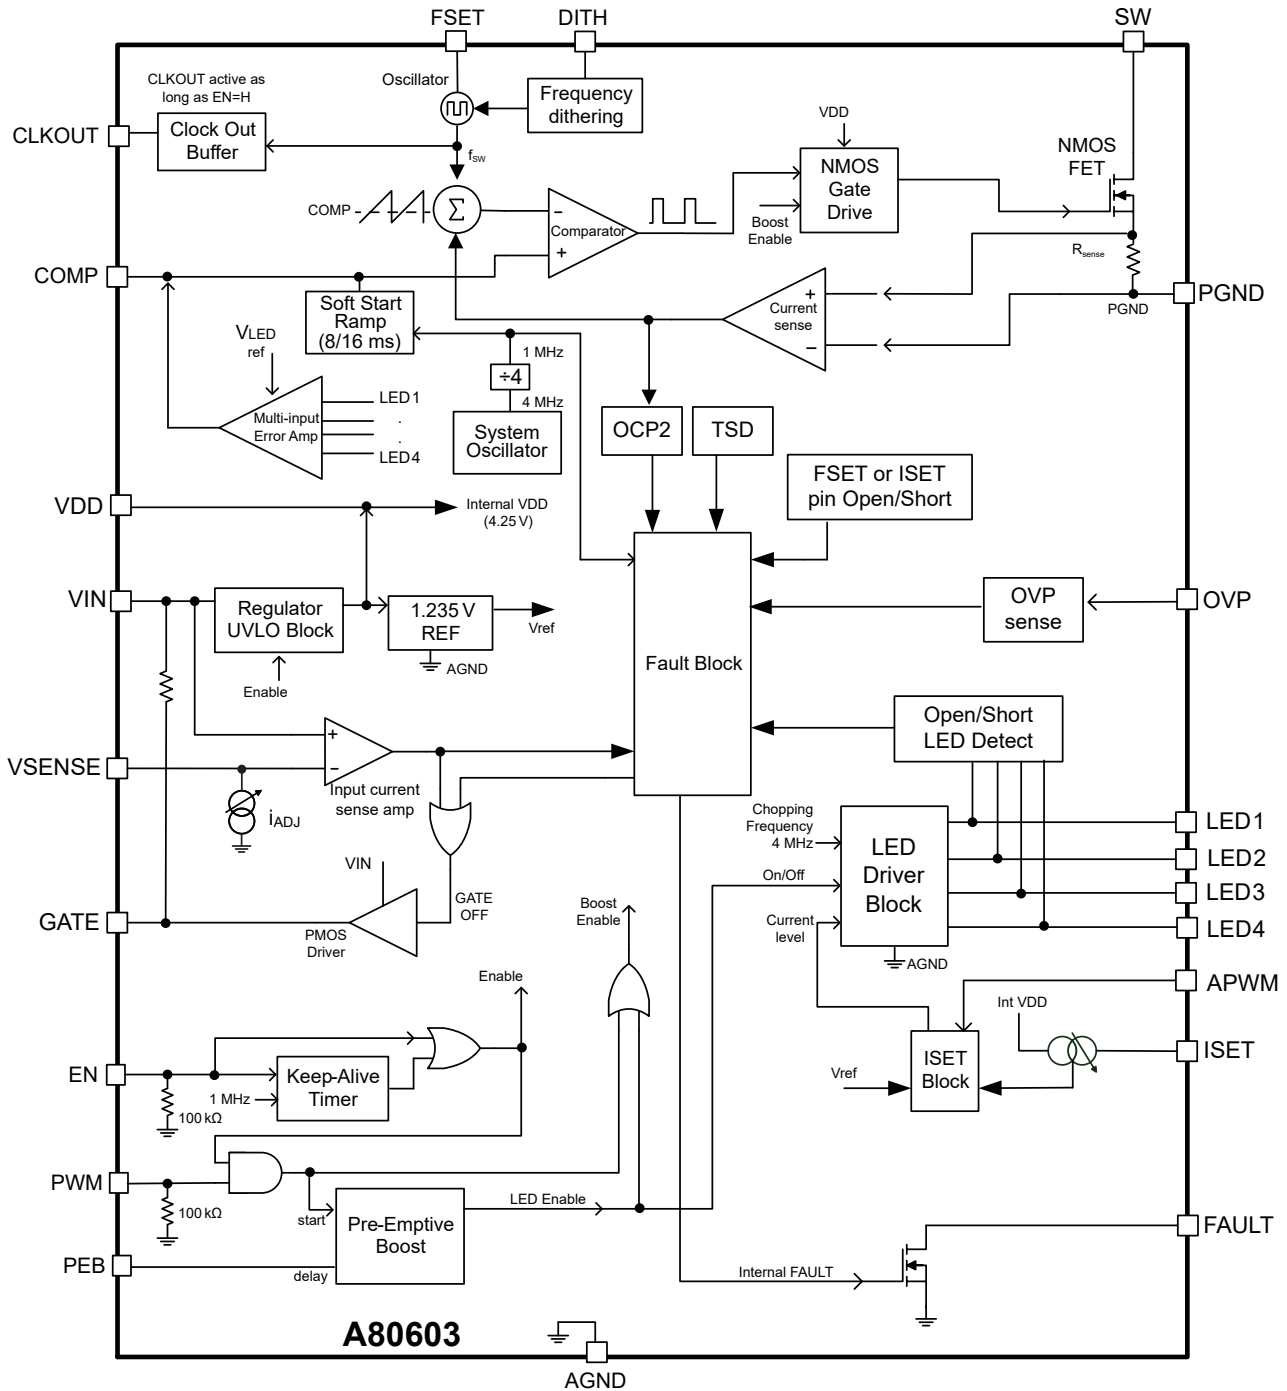 FSET
DITH
SW
CLKOUT active as
long as EN=H
Oscillator
Frequency
dithering
CLKOUT
Clock Out
Buffer
fSW
VDD
NMOS
Gate
Drive
NMOS
FET
COMP
Σ
−
Comparator
+
Boost
Enable
Rsense
COMP
Soft Start
Ramp
(8/16 ms)
+
Current
sense
−
PGND
PGND
VLED
ref
1 MHz
÷4
4 MHz
System
Oscillator
Multi-input
Error Amp
LED1
.
.
LED4
OCP2
TSD
FSET or ISET
pin Open/Short
VDD
Internal VDD
(4.25 V)
VIN
Regulator
UVLO Block
1.235 V
REF
Vref
AGND
Enable
OVP
sense
OVP
Fault Block
Open/Short
LED Detect
VSENSE
+
−
Input current
sense amp
iADJ
VIN
GATE
OFF
GATE
PMOS
Driver
Chopping
Frequency
4 MHz
On/Off
Current
level
LED
Driver
Block
AGND
LED1
LED2
LED3
LED4
Boost
Enable
Enable
APWM
Int VDD
ISET
ISET
Block
Vref
EN
Keep-Alive
Timer
1 MHz
100 kΩ
PWM
100 kΩ
start
Pre-Emptive
Boost
LED Enable
PEB
delay
Internal FAULT
FAULT
A80603
AGND